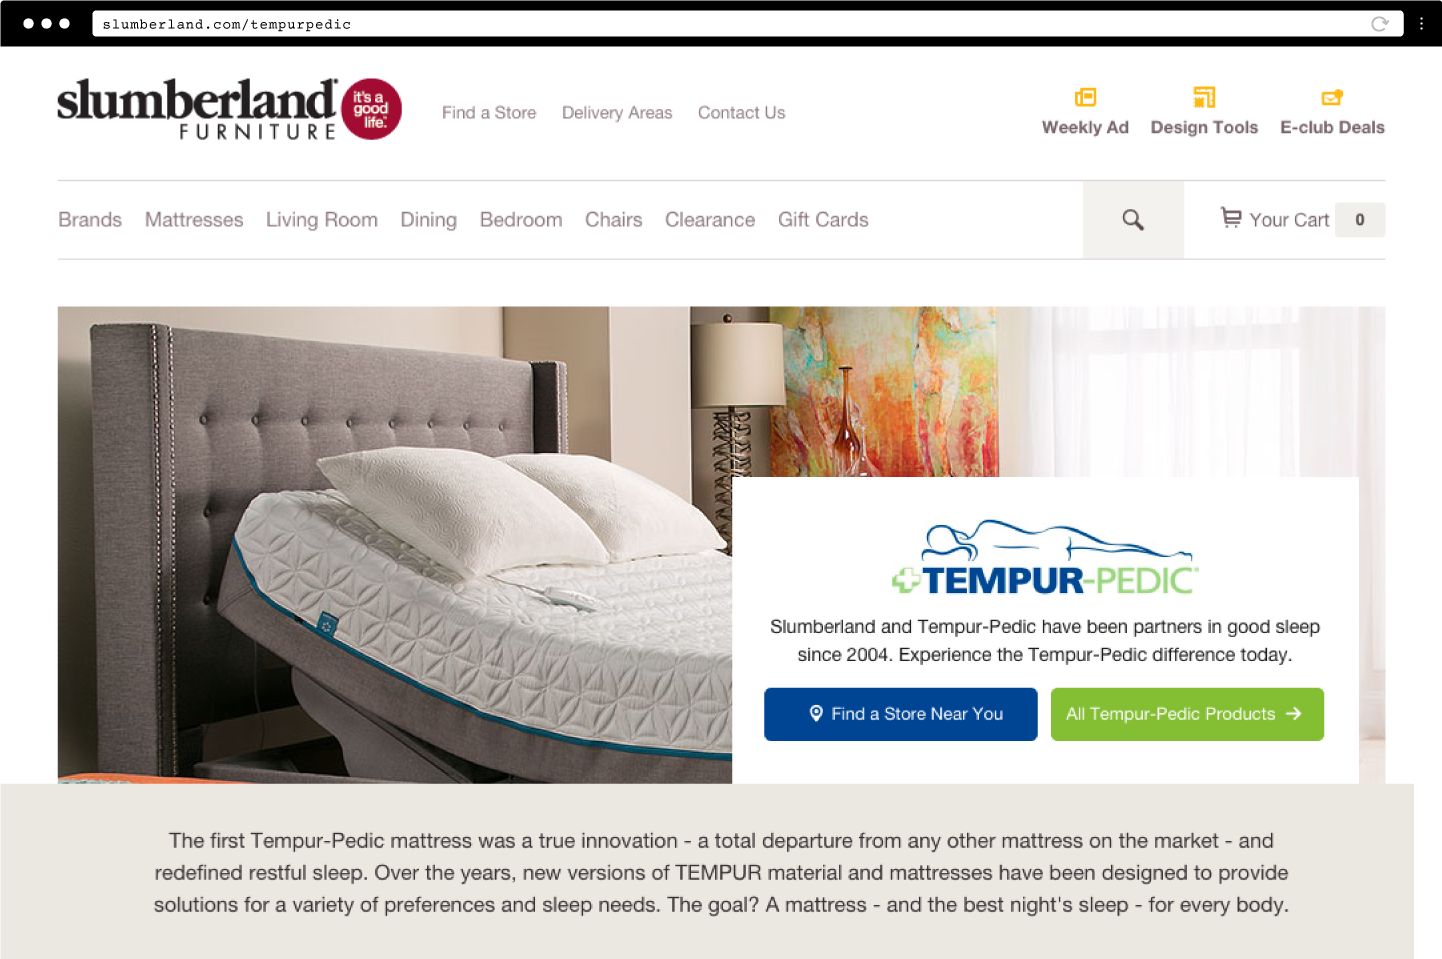 slumberland.com/tempurpedic
slumberland®
FURNITURE
it's a
good
life.
Find a Store Delivery Areas Contact Us
Weekly Ad Design Tools E-club Deals
Brands Mattresses Living Room Dining Bedroom Chairs Clearance Gift Cards
Your Cart 0
TEMPUR-PEDIC®
Slumberland and Tempur-Pedic have been partners in good sleep
since 2004. Experience the Tempur-Pedic difference today.
Find a Store Near You
All Tempur-Pedic Products →
The first Tempur-Pedic mattress was a true innovation - a total departure from any other mattress on the market - and
redefined restful sleep. Over the years, new versions of TEMPUR material and mattresses have been designed to provide
solutions for a variety of preferences and sleep needs. The goal? A mattress - and the best night's sleep - for every body.